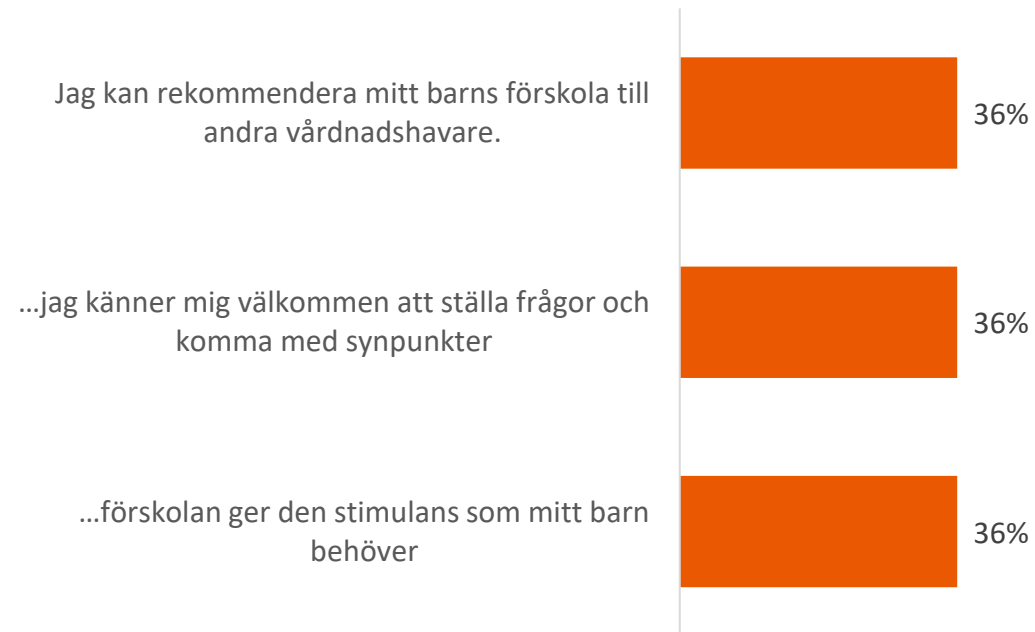 Jag kan rekommendera mitt barns förskola till
andra vårdnadshavare.
36%
...jag känner mig välkommen att ställa frågor och
komma med synpunkter
36%
...förskolan ger den stimulans som mitt barn
behöver
36%